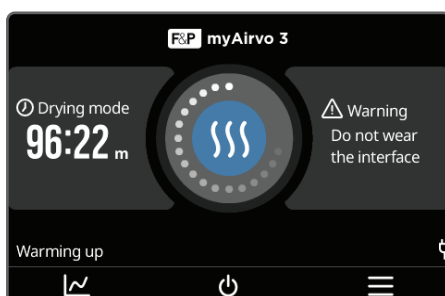 F&P myAirvo 3
Drying mode
96:22 m
Warning
Do not wear
the interface
Warming up